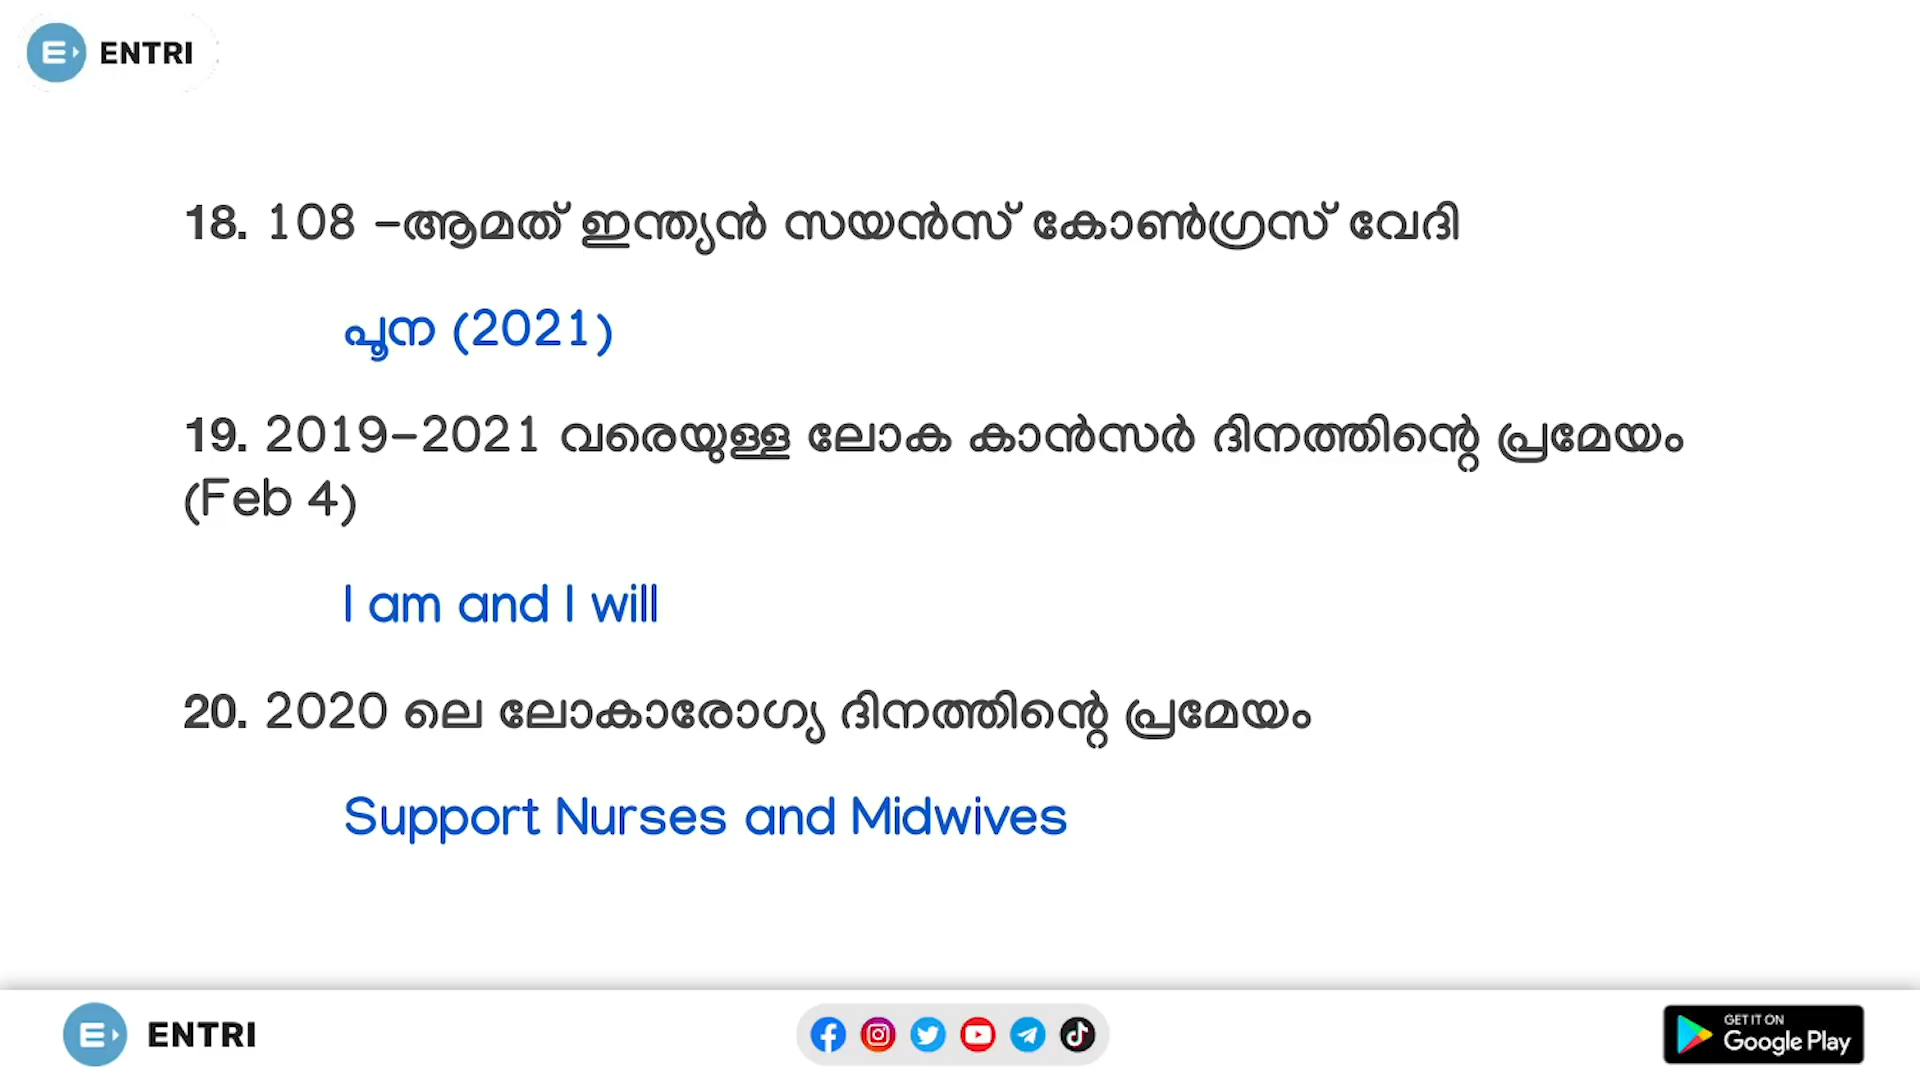 ENTRI
18. 108 -ആമത് ഇന്ത്യൻ സയൻസ് കോൺഗ്രസ് വേദി
പൂന (2021)
19. 2019-2021 വരെയുള്ള ലോക കാൻസർ ദിനത്തിന്റെ പ്രമേയം
(Feb 4)
I am and I will
20. 2020 ലെ ലോകാരോഗ്യ ദിനത്തിന്റെ പ്രമേയം
Support Nurses and Midwives
ENTRI
GET IT ON
Google Play